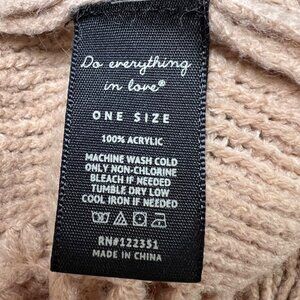 Do everything
in love®
ONE SIZE
100% ACRYLIC
MACHINE WASH COLD
ONLY NON-CHLORINE
BLEACH IF NEEDED
TUMBLE DRY LOW
COOL IRON IF NEEDED
RN#122351
MADE IN CHINA